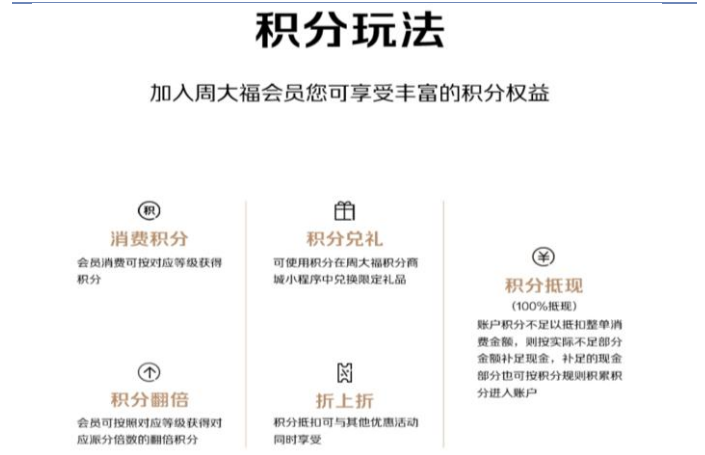 积分玩法
加入周大福会员您可享受丰富的积分权益
积
消费积分
会员消费可按对应等级获得
积分
积分兑礼
可使用积分在周大福积分商
城小程序中兑换限定礼品
¥
积分抵现
(100%抵现)
账户积分不足以抵扣整单消
费金额，则按实际不足部分
金额补足现金，补足的现金
部分也可按积分规则积累积
分进入账户
积分翻倍
会员可按照对应等级获得对
应派分倍数的翻倍积分
折上折
积分抵扣可与其他优惠活动
同时享受